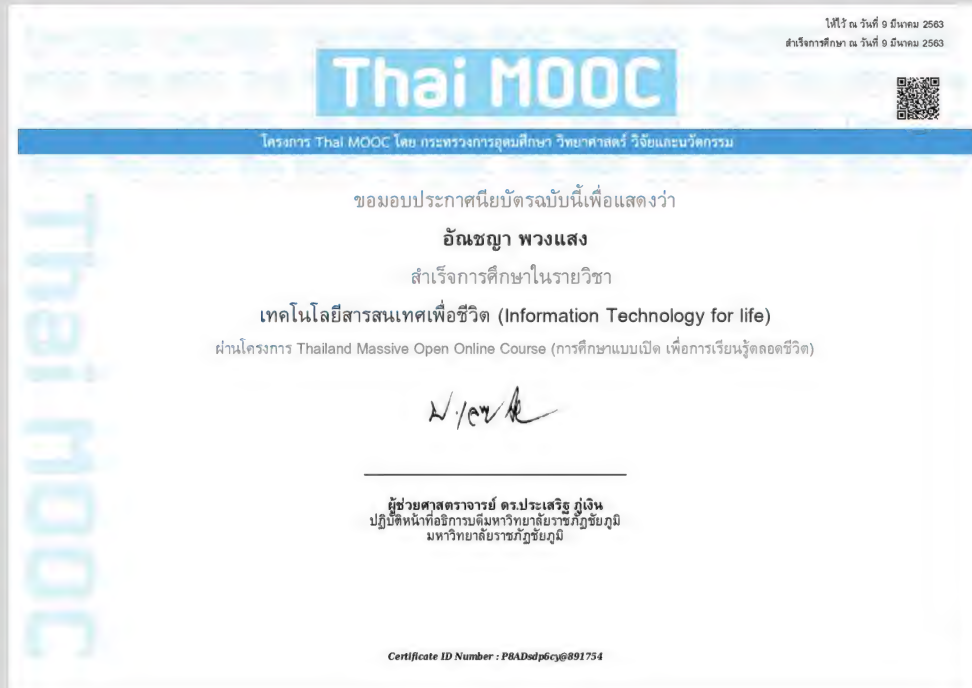 ให้ไว้ ณ วันที่ 9 มีนาคม 2563
สำเร็จการศึกษา ณ วันที่ 9 มีนาคม 2563
Thai MOOC
โครงการ Thai MOOC โดย กระทรวงการอุดมศึกษา วิทยาศาสตร์ วิจัยและนวัตกรรม
Thai MOOC
ขอมอบประกาศนียบัตรฉบับนี้เพื่อแสดงว่า
อัณชญา พวงแสง
สำเร็จการศึกษาในรายวิชา
เทคโนโลยีสารสนเทศเพื่อชีวิต (Information Technology for life)
ผ่านโครงการ Thailand Massive Open Online Course (การศึกษาแบบเปิด เพื่อการเรียนรู้ตลอดชีวิต)
ผู้ช่วยศาสตราจารย์ ดร.ประเสริฐ ภู่เงิน
ปฏิบัติหน้าที่อธิการบดีมหาวิทยาลัยราชภัฏชัยภูมิ
มหาวิทยาลัยราชภัฏชัยภูมิ
Certificate ID Number : P8ADsdp6cy@891754